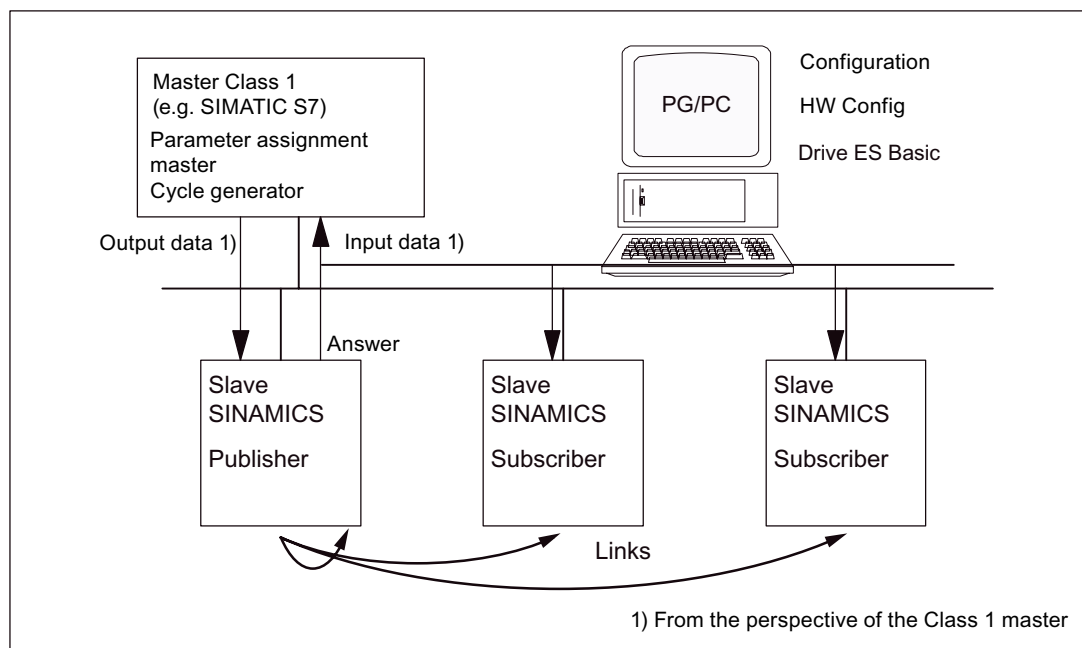 Master Class 1
(e.g. SIMATIC S7)
Parameter assignment
master
Cycle generator
PG/PC
Configuration
HW Config
Drive ES Basic
Output data 1)
Input data 1)
Answer
Slave
SINAMICS
Publisher
Slave
SINAMICS
Subscriber
Slave
SINAMICS
Subscriber
Links
1) From the perspective of the Class 1 master